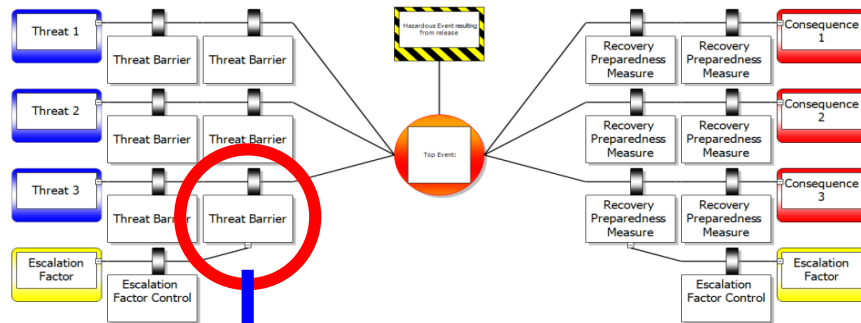 Hazardous Event resulting
from release
Threat 1
Threat Barrier
Threat Barrier
Recovery
Preparedness
Measure
Recovery
Preparedness
Measure
Consequence
1
Threat 2
Threat Barrier
Threat Barrier
Top Event:
Recovery
Preparedness
Measure
Recovery
Preparedness
Measure
Consequence
2
Threat 3
Threat Barrier
Threat Barrier
Recovery
Preparedness
Measure
Recovery
Preparedness
Measure
Consequence
3
Escalation
Factor
Escalation
Factor Control
Escalation
Factor Control
Escalation
Factor